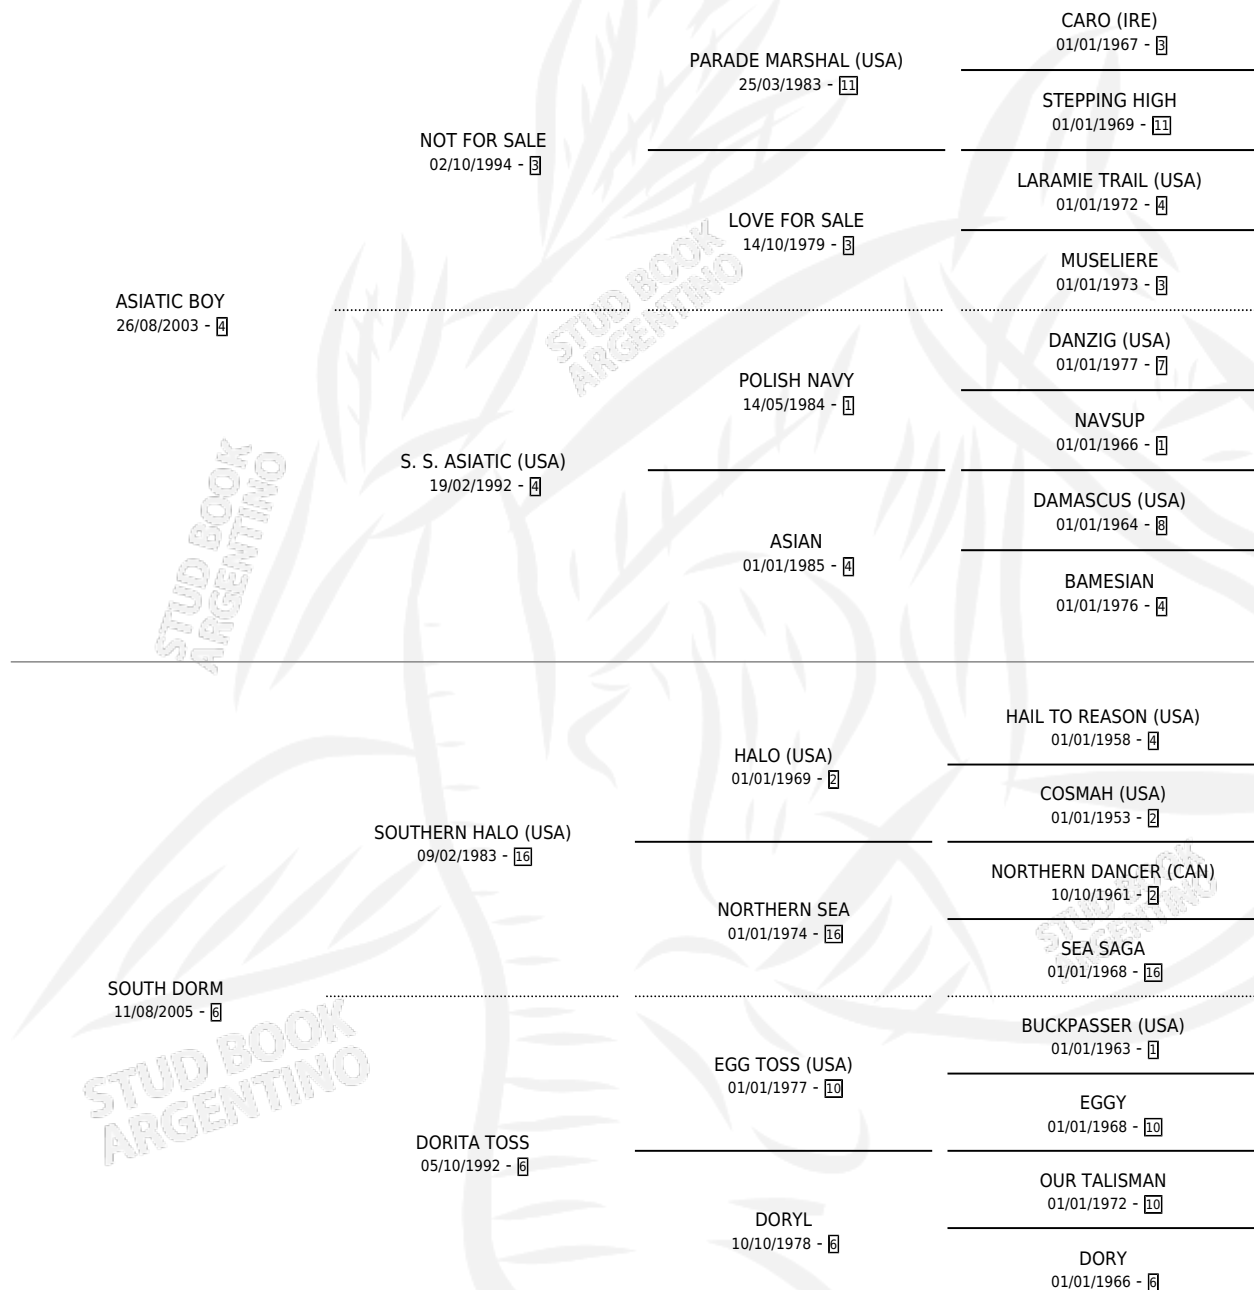 CARO (IRE)
01/01/1967 - 3
PARADE MARSHAL (USA)
25/03/1983 - 11
STEPPING HIGH
01/01/1969 - 11
NOT FOR SALE
02/10/1994 - 3
LARAMIE TRAIL (USA)
01/01/1972 - 4
LOVE FOR SALE
14/10/1979 - 3
MUSELIERE
01/01/1973 - 3
ASIATIC BOY
26/08/2003 - 4
DANZIG (USA)
01/01/1977 - 7
POLISH NAVY
14/05/1984 - 1
NAVSUP
01/01/1966 - 1
S. S. ASIATIC (USA)
19/02/1992 - 4
DAMASCUS (USA)
01/01/1964 - 8
ASIAN
01/01/1985 - 4
BAMESIAN
01/01/1976 - 4
STUD BOOK
ARGENTINO
STUD BOOK
ARGENTINO
HAIL TO REASON (USA)
01/01/1958 - 4
HALO (USA)
01/01/1969 - 2
COSMAH (USA)
01/01/1953 - 2
SOUTHERN HALO (USA)
09/02/1983 - 16
NORTHERN DANCER (CAN)
10/10/1961 - 2
NORTHERN SEA
01/01/1974 - 16
SEA SAGA
01/01/1968 - 16
SOUTH DORM
11/08/2005 - 6
BUCKPASSER (USA)
01/01/1963 - 1
EGG TOSS (USA)
01/01/1977 - 10
EGGY
01/01/1968 - 10
DORITA TOSS
05/10/1992 - 6
OUR TALISMAN
01/01/1972 - 10
DORYL
10/10/1978 - 6
DORY
01/01/1966 - 6
STUD BOOK
ARGENTINO
STUD BOOK
ARGENTINO